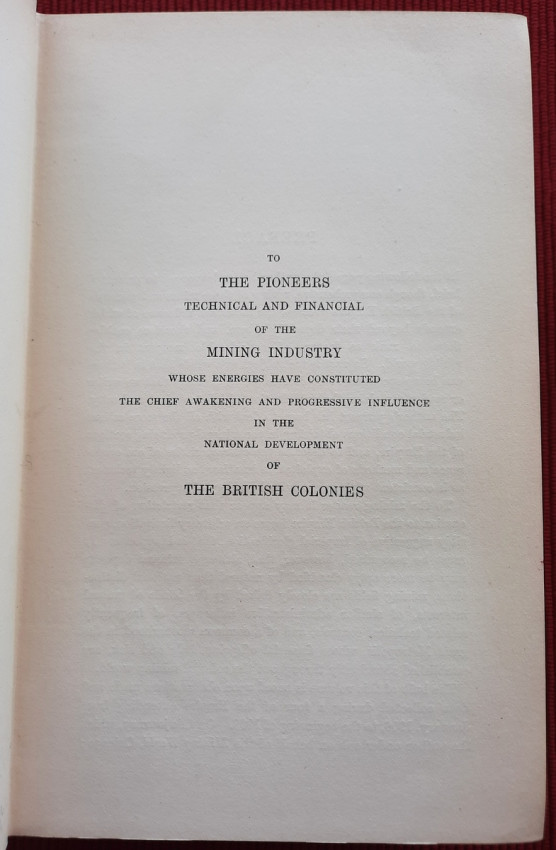 TO
THE PIONEERS
TECHNICAL AND FINANCIAL
OF THE
MINING INDUSTRY
WHOSE ENERGIES HAVE CONSTITUTED
THE CHIEF AWAKENING AND PROGRESSIVE INFLUENCE
IN THE
NATIONAL DEVELOPMENT
OF
THE BRITISH COLONIES